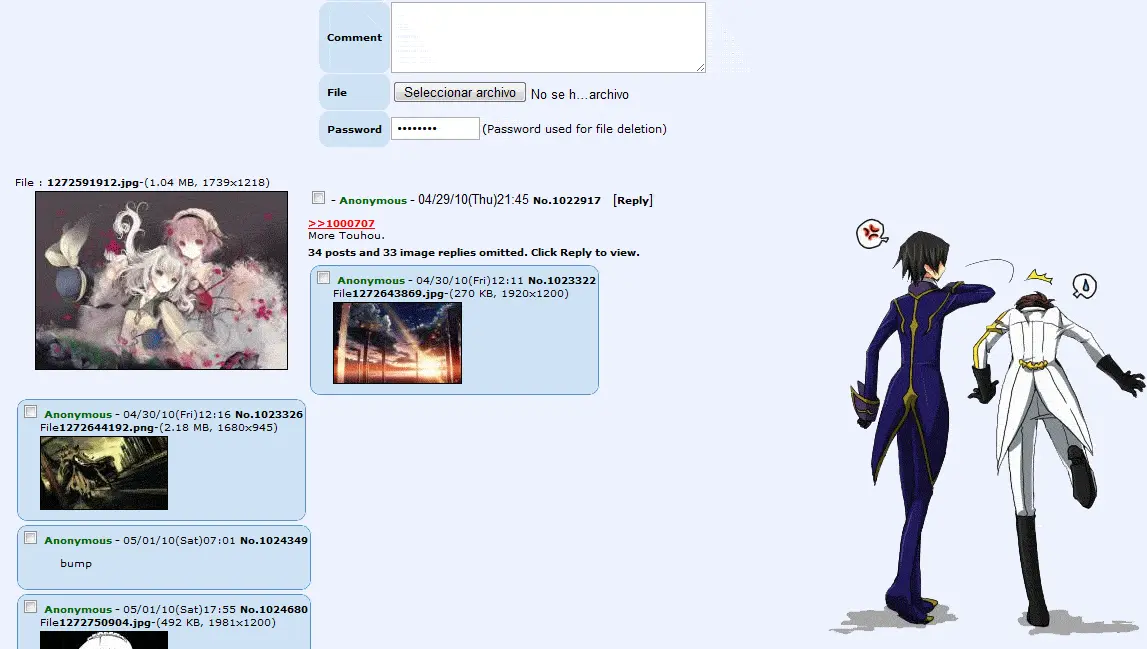 Comment
File
Seleccionar archivo No se h...archivo
Password
•••••••• (Password used for file deletion)
File : 1272591912.jpg-(1.04 MB, 1739x1218)
- Anonymous - 04/29/10(Thu)21:45 No.1022917 [Reply]
>>1000707
More Touhou.
34 posts and 33 image replies omitted. Click Reply to view.
Anonymous - 04/30/10(Fri)12:11 No.1023322
File1272643869.jpg-(270 KB, 1920x1200)
Anonymous - 04/30/10(Fri)12:16 No.1023326
File1272644192.png-(2.18 MB, 1680x945)
Anonymous - 05/01/10(Sat)07:01 No.1024349
bump
Anonymous - 05/01/10(Sat)17:55 No.1024680
File1272750904.jpg-(492 KB, 1981x1200)